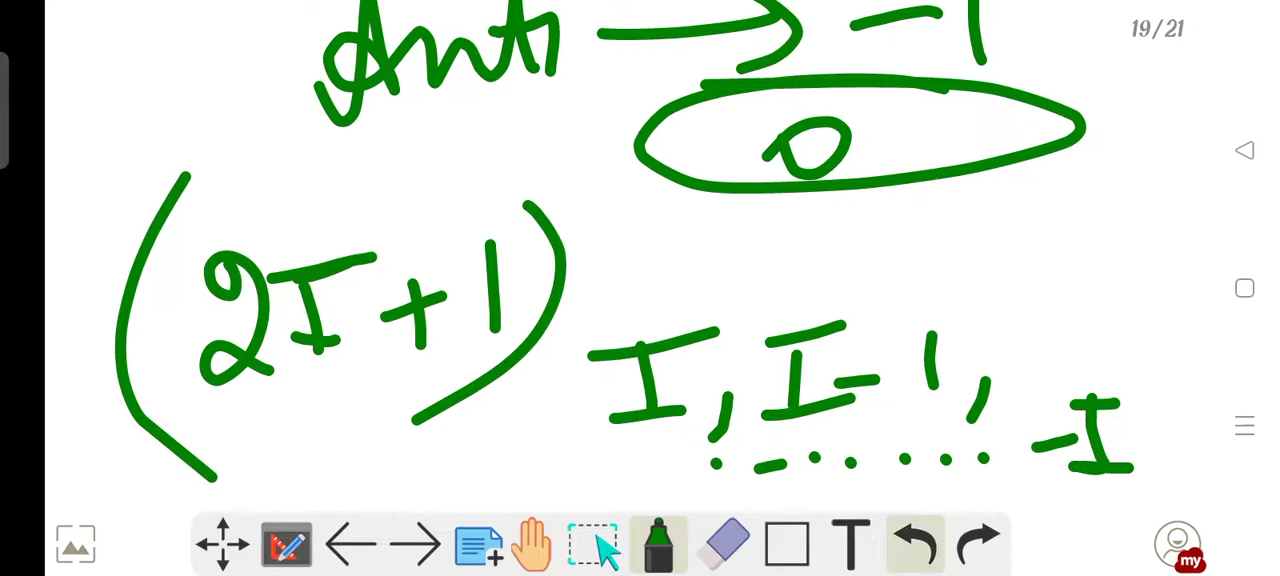 Anti → -1
19/21
0
(2I + 1)
I, I - 1,
....... -I
T
my